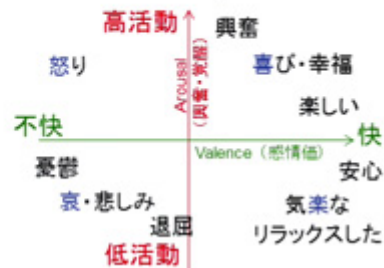 高活動
興奮
怒り
喜び・幸福
Arousal
(興奮・覚醒)
楽しい
不快
快
Valence (感情価)
憂鬱
安心
哀・悲しみ
気楽な
退屈
リラックスした
低活動